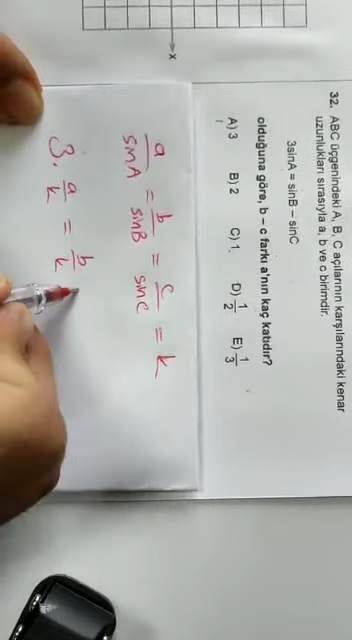 x
32. ABC üçgenindeki A, B, C açılarının karşılarındaki kenar
uzunlukları sırasıyla a, b ve c birimdir.
3sinA = sinB – sinC
olduğuna göre, b – c farkı a'nın kaç katıdır?
A) 3 B) 2 C) 1 D) 1/2 E) 1/3
a/sinA = b/sinB = c/sinC = k
3. a/k = b/k